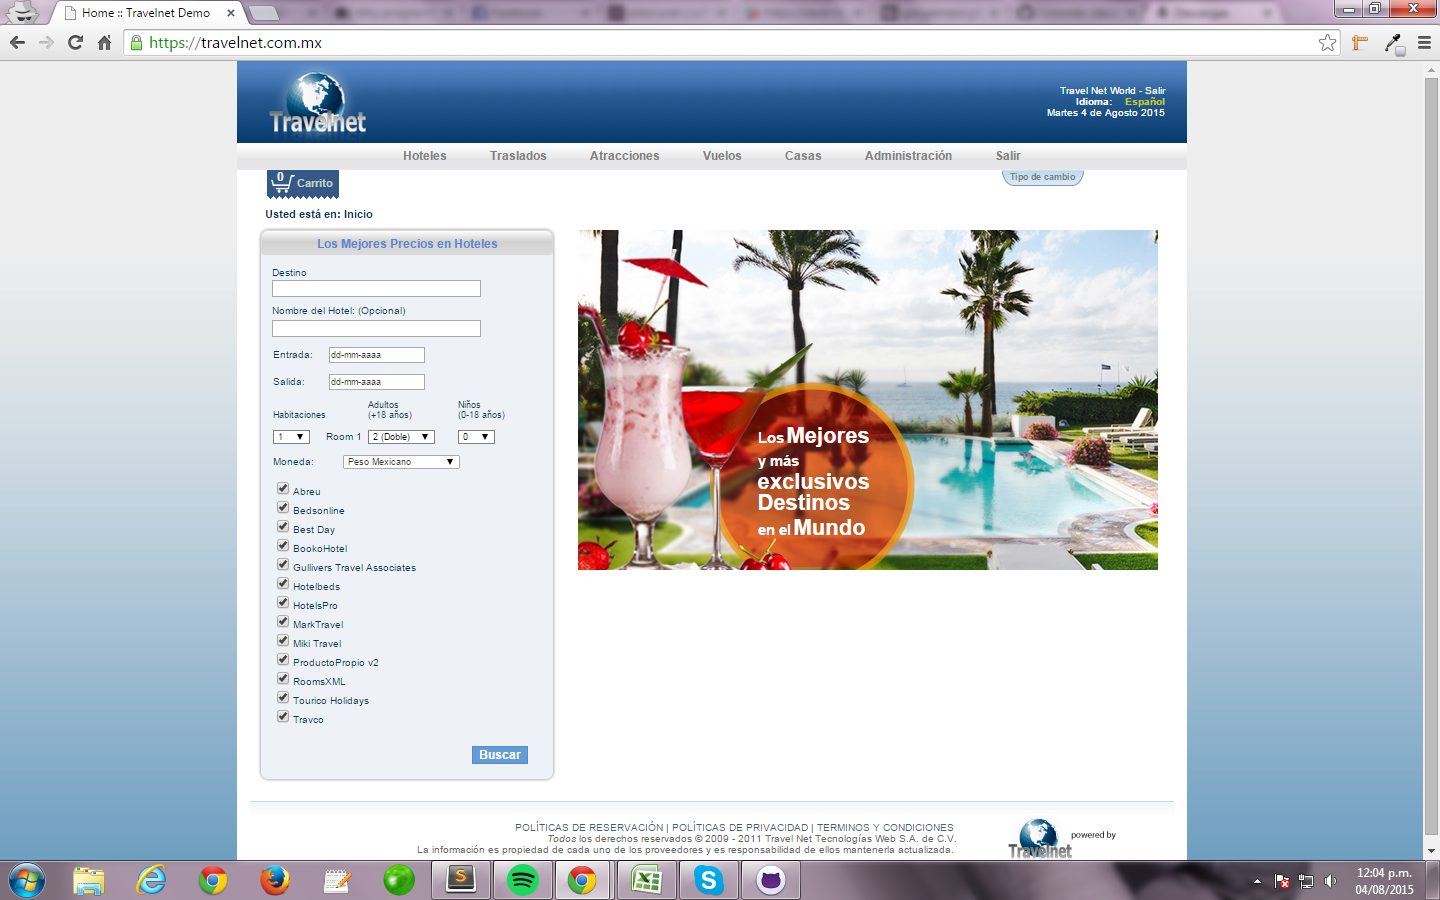 Home :: Travelnet Demo
https://travelnet.com.mx
Travelnet
Travel Net World - Salir
Idioma: Español
Martes 4 de Agosto 2015
Hoteles Traslados Atracciones Vuelos Casas Administración Salir
0 Carrito
Tipo de cambio
Usted está en: Inicio
Los Mejores Precios en Hoteles
Destino
Nombre del Hotel: (Opcional)
Entrada: dd-mm-aaaa
Salida: dd-mm-aaaa
Habitaciones
Adultos
(+18 años)
Niños
(0-18 años)
1 Room 1 2 (Doble) 0
Moneda: Peso Mexicano
Abreu
Bedsonline
Best Day
BookoHotel
Gullivers Travel Associates
Hotelbeds
HotelsPro
MarkTravel
Miki Travel
ProductoPropio v2
RoomsXML
Tourico Holidays
Travco
Buscar
Los Mejores
y más
exclusivos
Destinos
en el Mundo
POLÍTICAS DE RESERVACIÓN | POLÍTICAS DE PRIVACIDAD | TERMINOS Y CONDICIONES
Todos los derechos reservados © 2009 - 2011 Travel Net Tecnologías Web S.A. de C.V.
La información es propiedad de cada uno de los proveedores y es responsabilidad de ellos mantenerla actualizada.
powered by
Travelnet
12:04 p.m.
04/08/2015